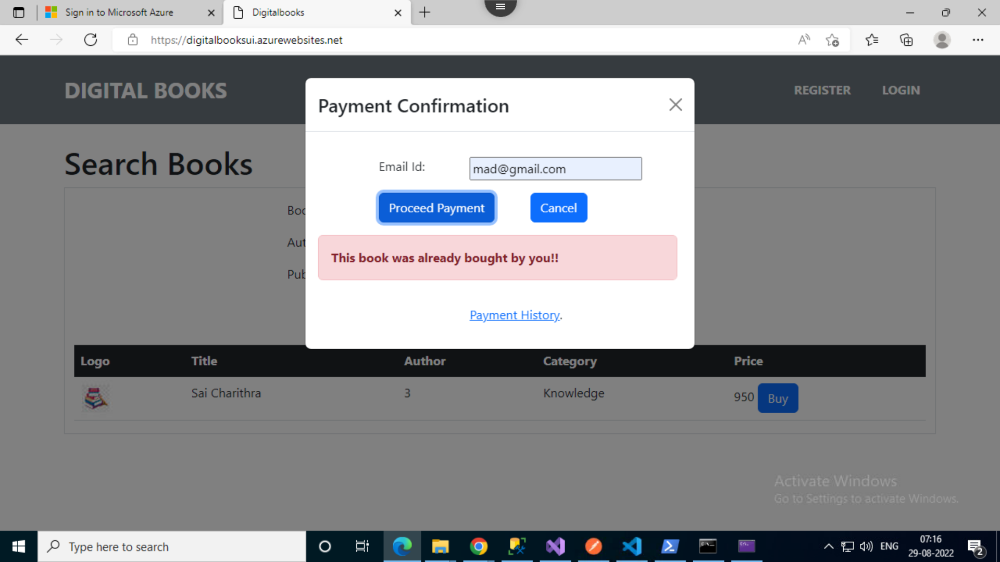 Sign in to Microsoft Azure
Digitalbooks
https://digitalbooksui.azurewebsites.net
DIGITAL BOOKS
REGISTER
LOGIN
Payment Confirmation
Search Books
Email Id:
mad@gmail.com
Proceed Payment
Cancel
Boo
Aut
This book was already bought by you!!
Pub
Payment History.
Logo Title Author Category Price
Sai Charithra 3 Knowledge 950 Buy
Activate Windows
Go to Settings to activate Windows.
Type here to search
ENG
07:16
29-08-2022
2